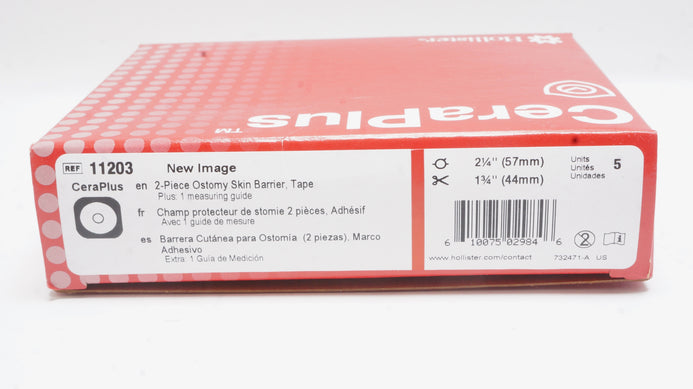 Hollister
CeraPlus™
REF 11203 New Image
CeraPlus
en 2-Piece Ostomy Skin Barrier, Tape
Plus: 1 measuring guide
fr Champ protecteur de stomie 2 pièces, Adhésif
Avec 1 guide de mesure
es Barrera Cutánea para Ostomía (2 piezas), Marco
Adhesivo
Extra: 1 Guía de Medición
2¼" (57mm)
1¾" (44mm)
Units
Unités
Unidades
5
6 10075 02984 6
www.hollister.com/contact
732471-A US